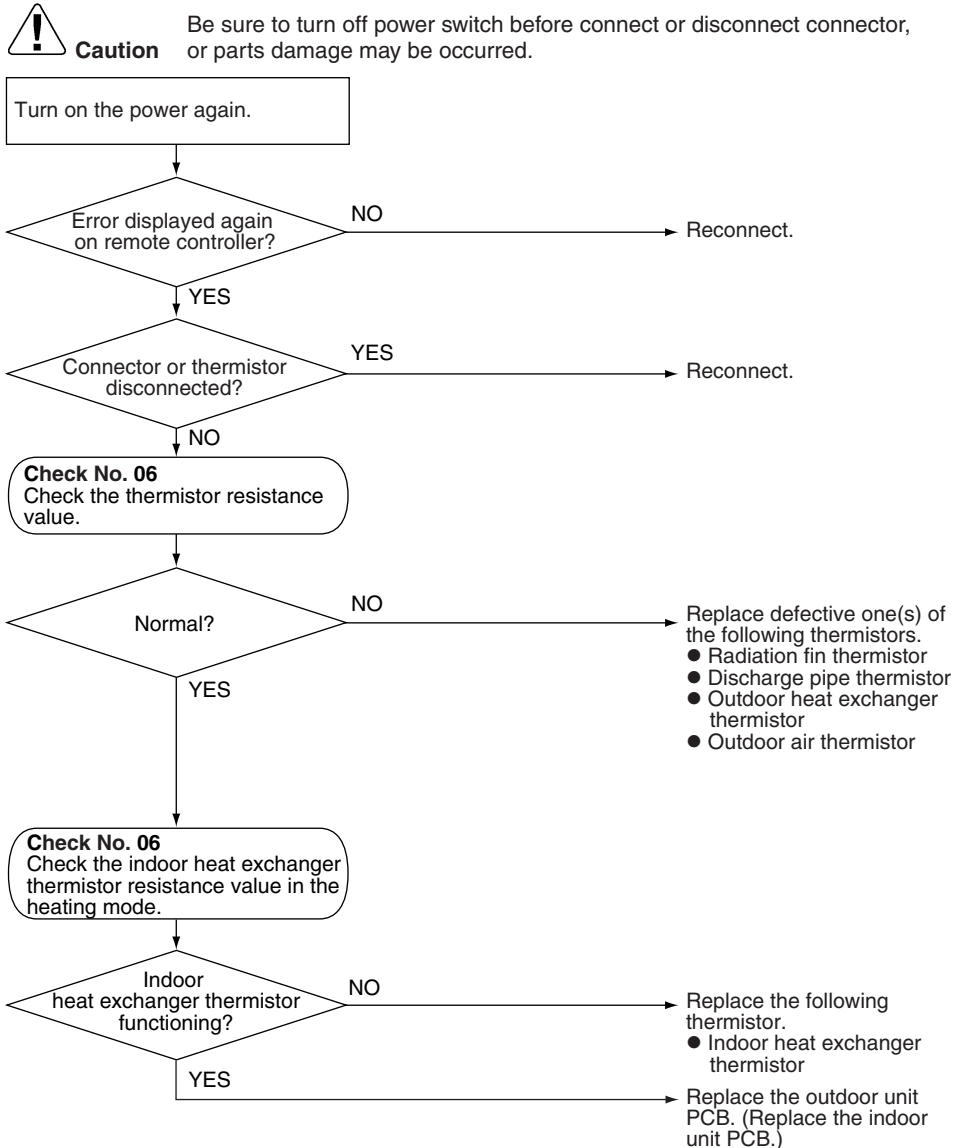 Caution
Be sure to turn off power switch before connect or disconnect connector,
or parts damage may be occurred.
Turn on the power again.
Error displayed again
on remote controller?
NO
Reconnect.
YES
Connector or thermistor
disconnected?
YES
Reconnect.
NO
Check No. 06
Check the thermistor resistance
value.
Normal?
NO
Replace defective one(s) of
the following thermistors.
● Radiation fin thermistor
● Discharge pipe thermistor
● Outdoor heat exchanger
thermistor
● Outdoor air thermistor
YES
Check No. 06
Check the indoor heat exchanger
thermistor resistance value in the
heating mode.
Indoor
heat exchanger thermistor
functioning?
NO
Replace the following
thermistor.
● Indoor heat exchanger
thermistor
YES
Replace the outdoor unit
PCB. (Replace the indoor
unit PCB.)